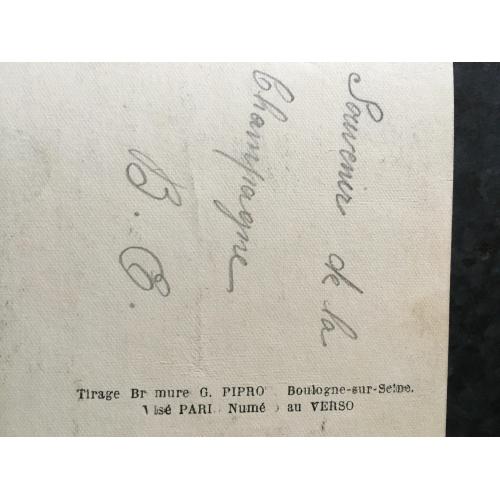 Souvenir de la
Champagne
B. C.
Tirage Br mure G. PIPRO Boulogne-sur-Seine.
Visé PARI Numé o au VERSO